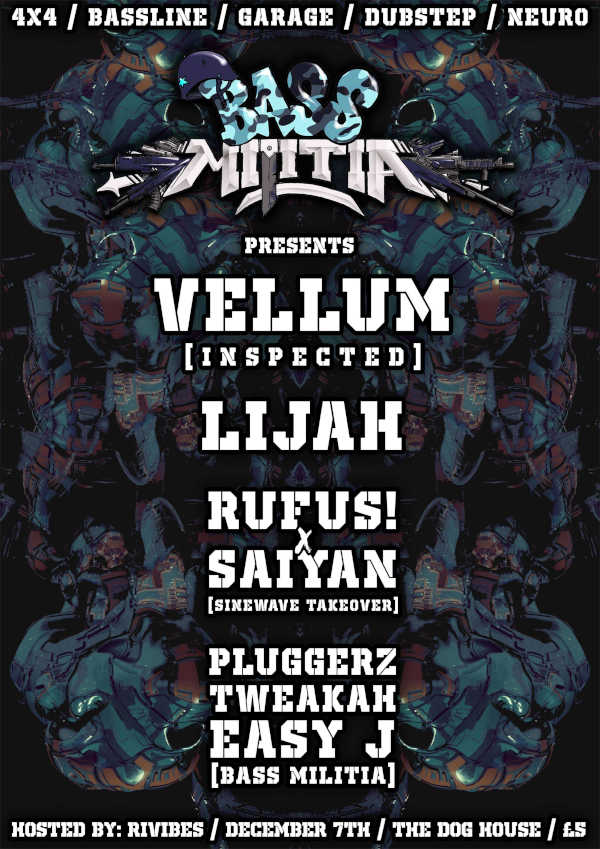 4X4 / BASSLINE / GARAGE / DUBSTEP / NEURO
BASS
MILITIA
PRESENTS
VELLUM
[INSPECTED]
LIJAH
RUFUS!
X
SAIYAN
[SINEWAVE TAKEOVER]
PLUGGERZ
TWEAKAH
EASY J
[BASS MILITIA]
HOSTED BY: RIVIBES / DECEMBER 7TH / THE DOG HOUSE / £5